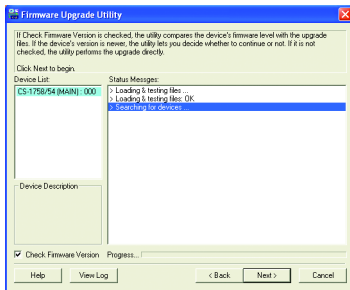 Firmware Upgrade Utility
If Check Firmware Version is checked, the utility compares the device's firmware level with the upgrade
files. If the device's version is newer, the utility lets you decide whether to continue or not. If it is not
checked, the utility performs the upgrade directly.
Click Next to begin.
Device List:
Status Messges:
CS-1758/54 (MAIN) : 000
> Loading & testing files ...
> Loading & testing files: OK
> Searching for devices ...
Device Description
Check Firmware Version
Progress...
Help
View Log
< Back
Next >
Cancel